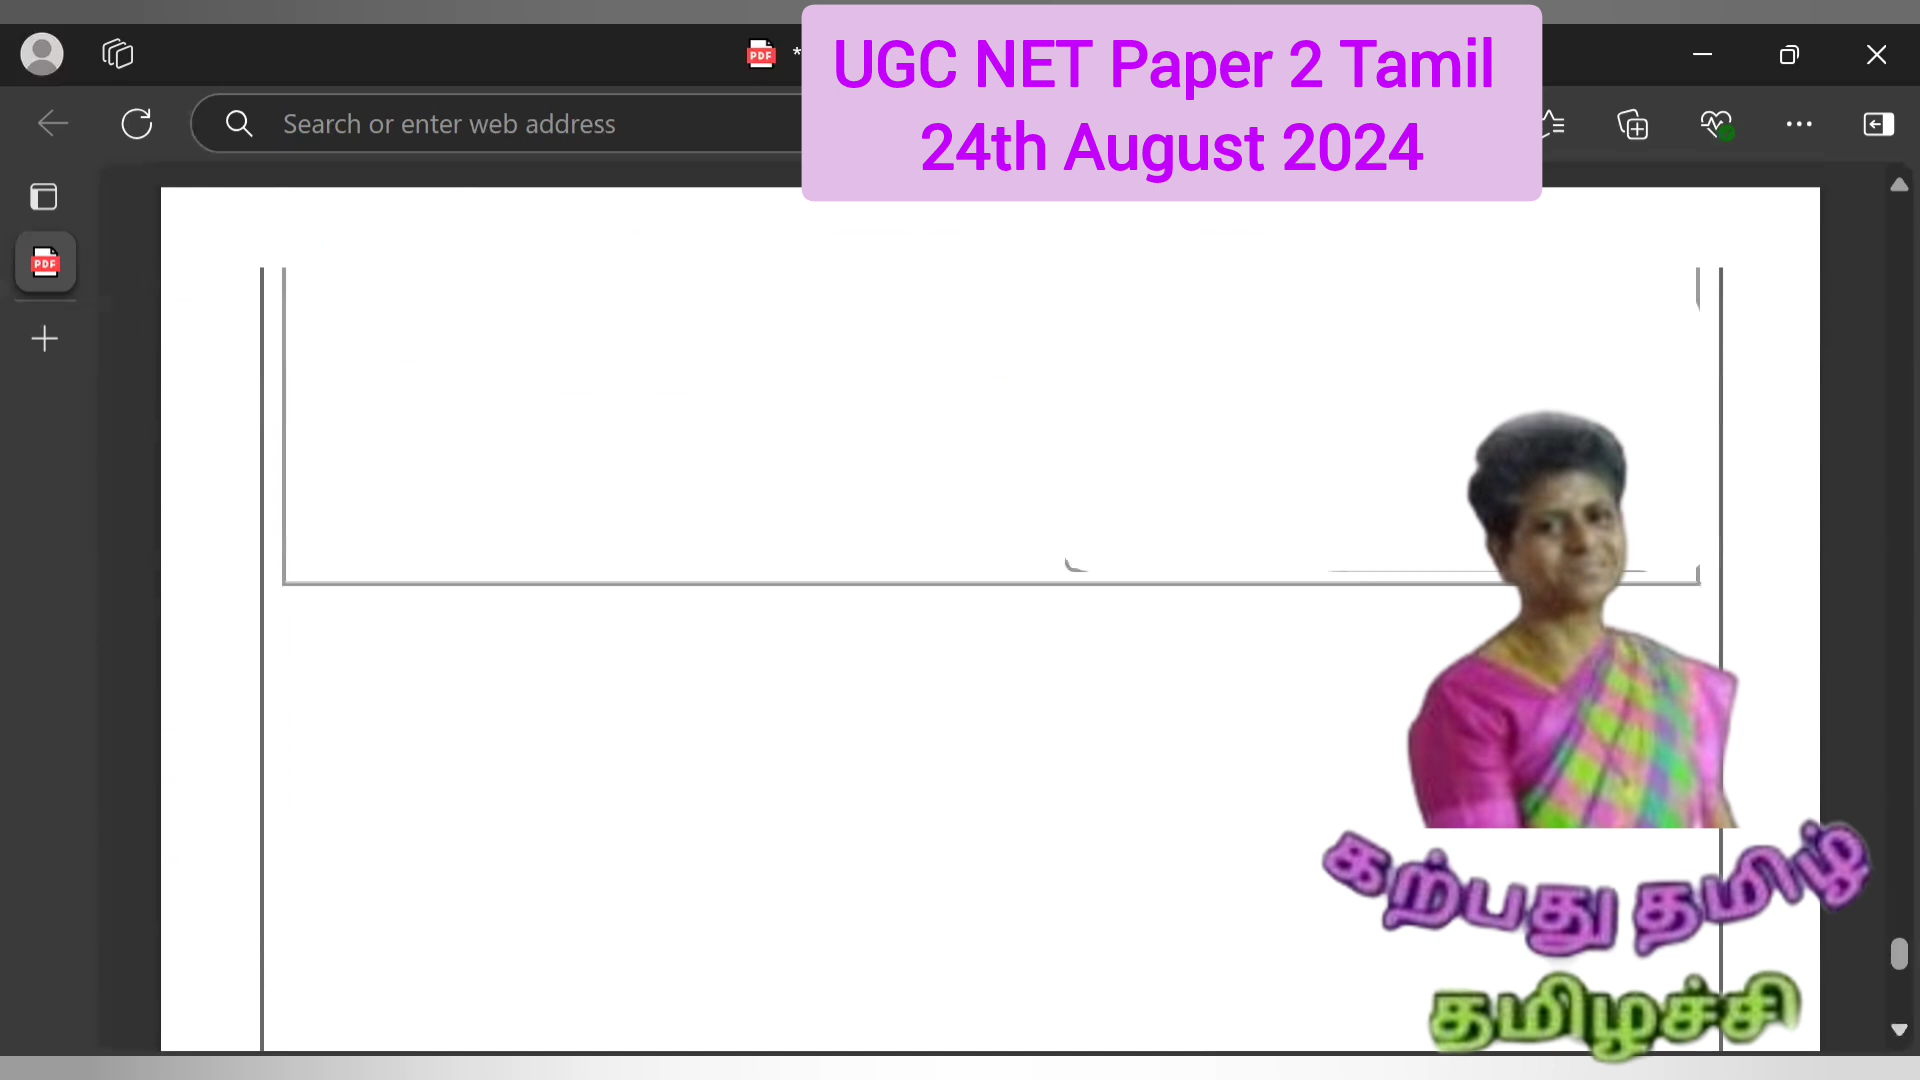 UGC NET Paper 2 Tamil
24th August 2024
PDF *
Search or enter web address
PDF
கற்பது தமிழ்
தமிழச்சி